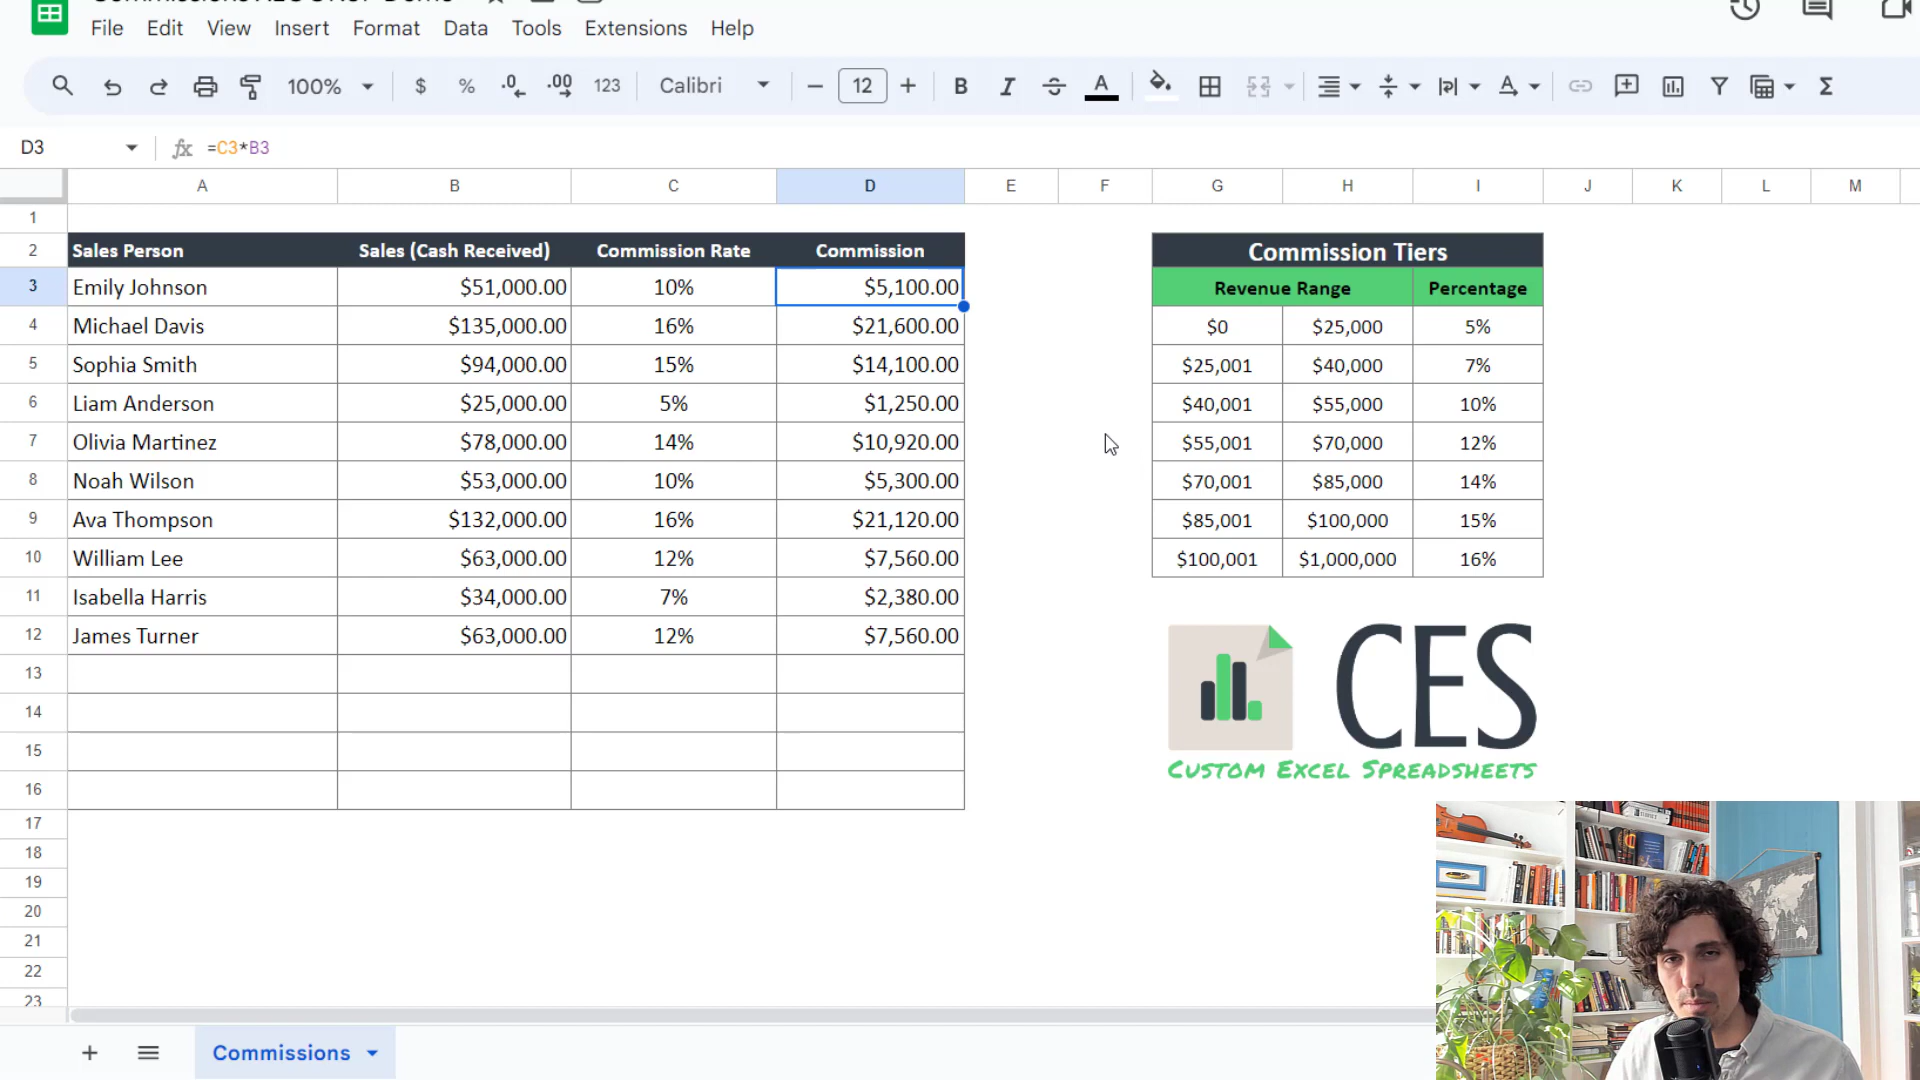 File Edit View Insert Format Data Tools Extensions Help
100% $ % .0 .00 123 Calibri 12 B I A
D3 fx =C3*B3
A B C D E F G H I J K L M
1
2 Sales Person Sales (Cash Received) Commission Rate Commission Commission Tiers
3 Emily Johnson $51,000.00 10% $5,100.00 Revenue Range Percentage
4 Michael Davis $135,000.00 16% $21,600.00 $0 $25,000 5%
5 Sophia Smith $94,000.00 15% $14,100.00 $25,001 $40,000 7%
6 Liam Anderson $25,000.00 5% $1,250.00 $40,001 $55,000 10%
7 Olivia Martinez $78,000.00 14% $10,920.00 $55,001 $70,000 12%
8 Noah Wilson $53,000.00 10% $5,300.00 $70,001 $85,000 14%
9 Ava Thompson $132,000.00 16% $21,120.00 $85,001 $100,000 15%
10 William Lee $63,000.00 12% $7,560.00 $100,001 $1,000,000 16%
11 Isabella Harris $34,000.00 7% $2,380.00
12 James Turner $63,000.00 12% $7,560.00
CES
13
14
15
Custom Excel Spreadsheets
16
17
18
19
20
21
22
23
Commissions